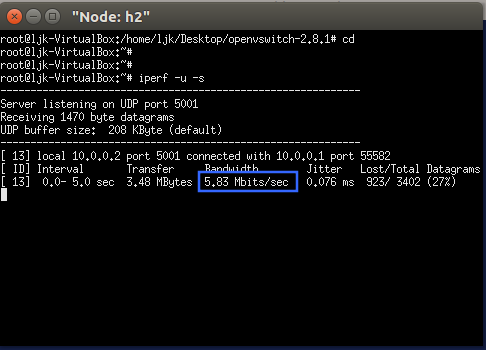 "Node: h2"
root@ljk-VirtualBox:/home/ljk/Desktop/openvswitch-2.8.1# cd
root@ljk-VirtualBox:~#
root@ljk-VirtualBox:~#
root@ljk-VirtualBox:~# iperf -u -s
------------------------------------------------------------
Server listening on UDP port 5001
Receiving 1470 byte datagrams
UDP buffer size:  208 KByte (default)
------------------------------------------------------------
[ 13] local 10.0.0.2 port 5001 connected with 10.0.0.1 port 55582
[ ID] Interval       Transfer     Bandwidth        Jitter   Lost/Total Datagrams
[ 13]  0.0- 5.0 sec  3.48 MBytes  5.83 Mbits/sec   0.076 ms  923/ 3402 (27%)